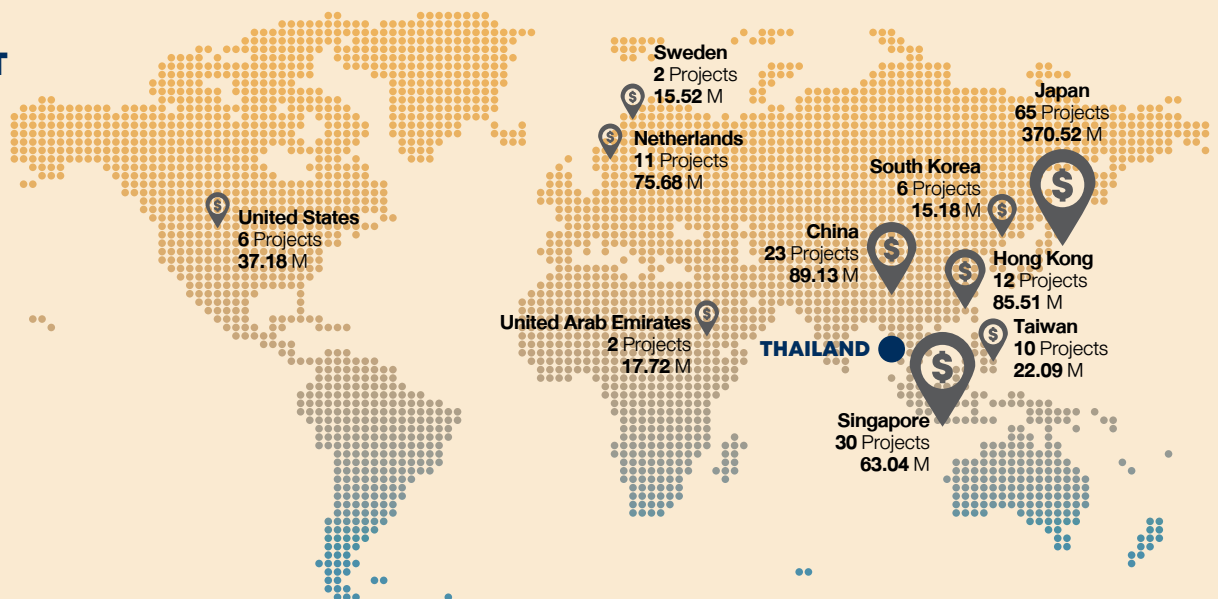 T
Sweden
2 Projects
15.52 M
Japan
65 Projects
370.52 M
Netherlands
11 Projects
75.68 M
South Korea
6 Projects
15.18 M
United States
6 Projects
37.18 M
China
23 Projects
89.13 M
Hong Kong
12 Projects
85.51 M
United Arab Emirates
2 Projects
17.72 M
THAILAND
Taiwan
10 Projects
22.09 M
Singapore
30 Projects
63.04 M
$
$
$
$
$
$
$
$
$
$